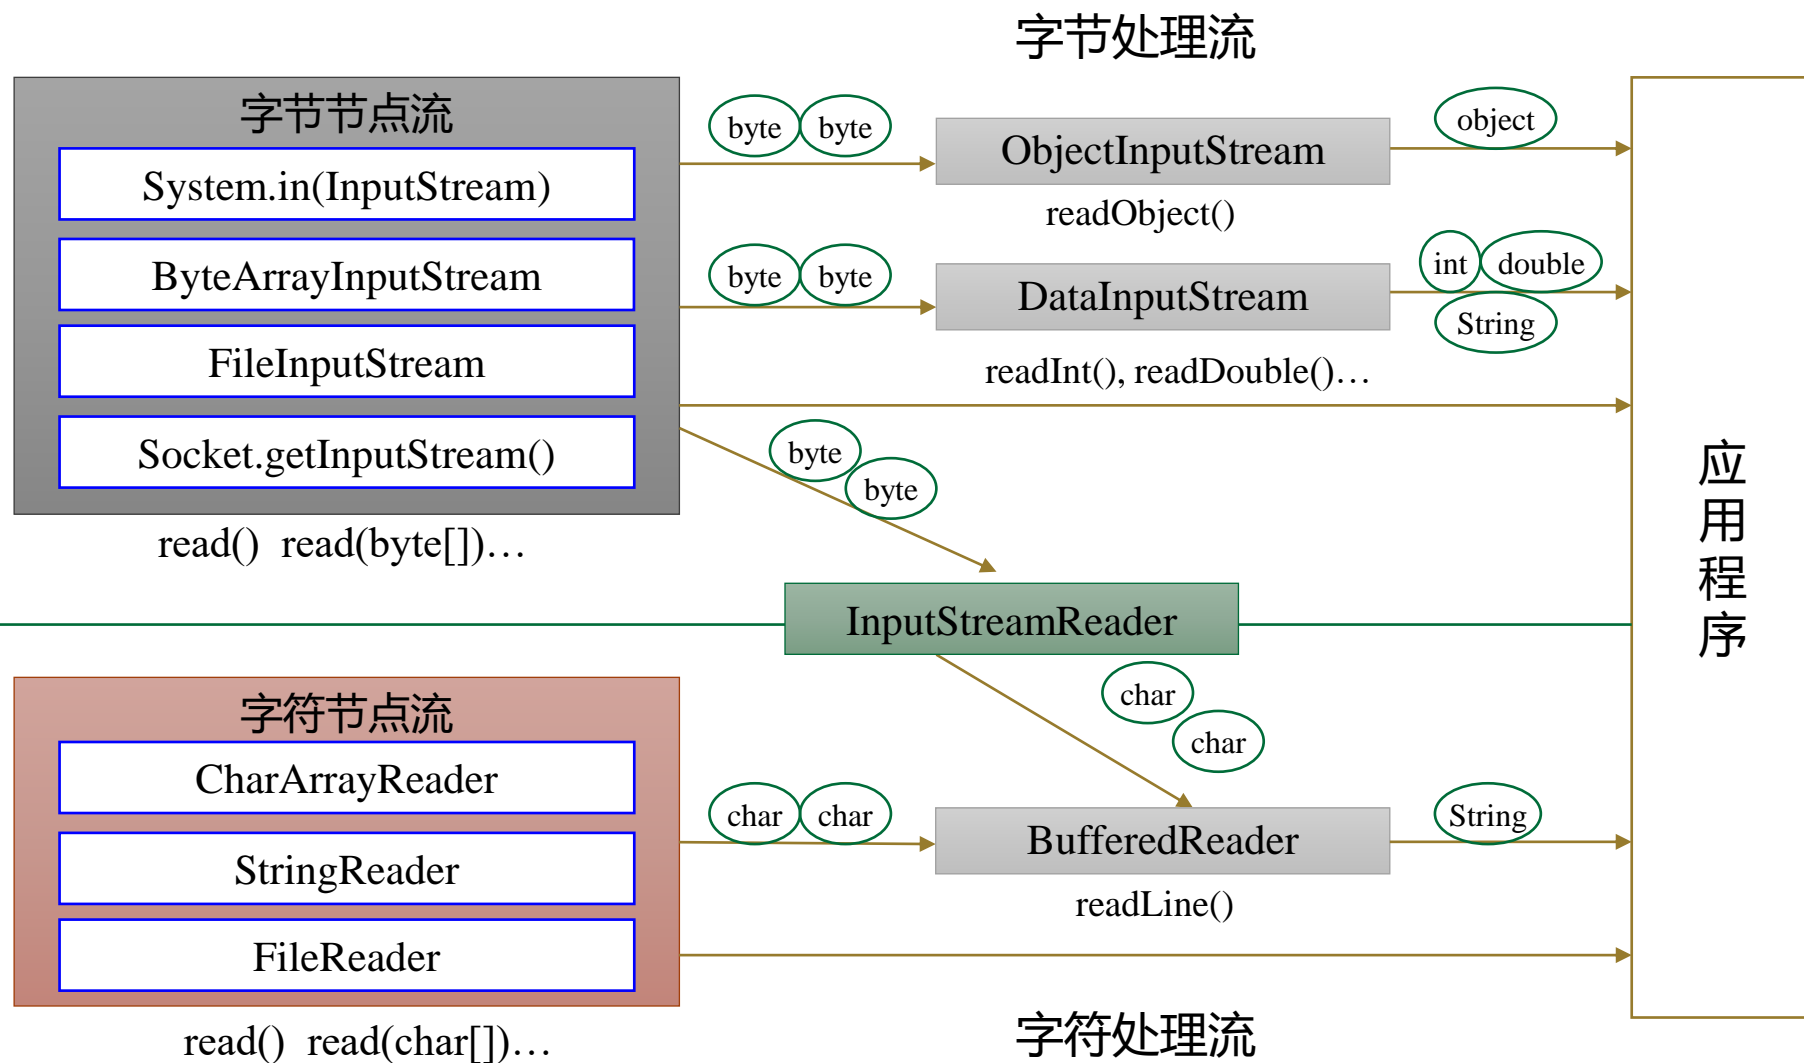 字节处理流
字节节点流
System.in(InputStream)
ByteArrayInputStream
FileInputStream
Socket.getInputStream()
read()  read(byte[])…
byte
byte
ObjectInputStream
readObject()
object
byte
byte
DataInputStream
readInt(), readDouble()…
int
double
String
byte
byte
InputStreamReader
char
char
字符节点流
CharArrayReader
StringReader
FileReader
read()  read(char[])…
char
char
BufferedReader
readLine()
String
字符处理流
应用程序